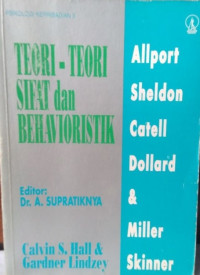 TEORI - TEORI
SIFAT dan
BEHAVIORISTIK
Editor:
Dr. A. SUPRATIKNYA
Calvin S. Hall &
Gardner Lindzey
Allport
Sheldon
Catell
Dollard
&
Miller
Skinner